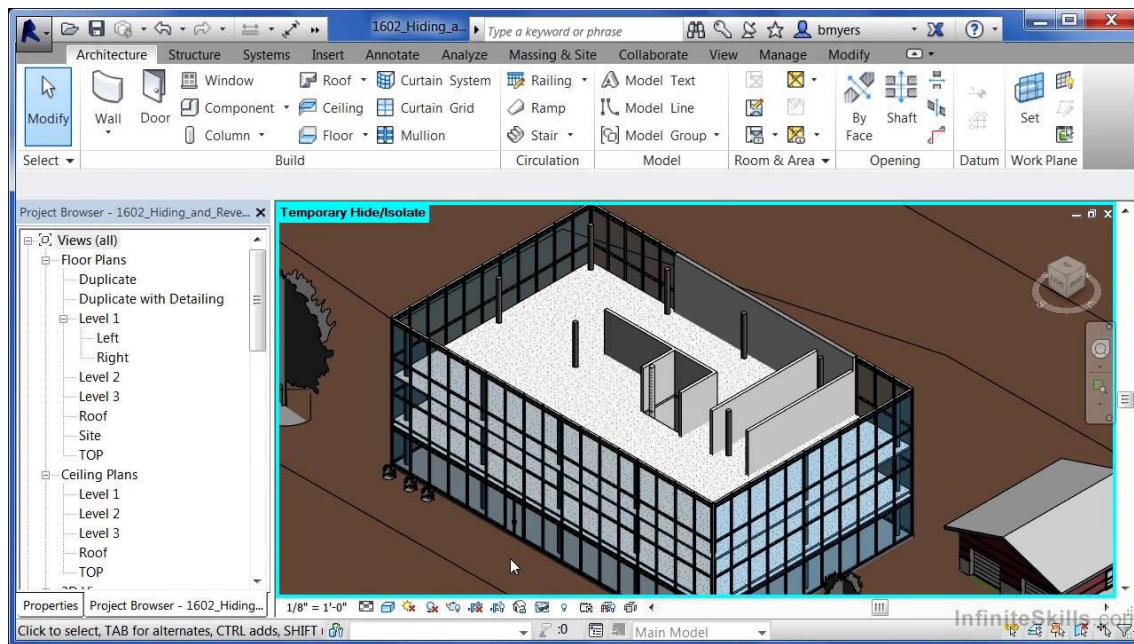 1602_Hiding_a... Type a keyword or phrase bmyers
Architecture Structure Systems Insert Annotate Analyze Massing & Site Collaborate View Manage Modify
Modify
Wall
Door
Window
Component
Column
Roof
Ceiling
Floor
Curtain System
Curtain Grid
Mullion
Railing
Ramp
Stair
Model Text
Model Line
Model Group
By Face
Shaft
Set
Select Build Circulation Model Room & Area Opening Datum Work Plane
Project Browser - 1602_Hiding_and_Reve...
Temporary Hide/Isolate
Views (all)
Floor Plans
Duplicate
Duplicate with Detailing
Level 1
Left
Right
Level 2
Level 3
Roof
Site
TOP
Ceiling Plans
Level 1
Level 2
Level 3
Roof
TOP
Properties Project Browser - 1602_Hiding...
1/8" = 1'-0"
Click to select, TAB for alternates, CTRL adds, SHIFT
:0 Main Model
InfiniteSkills.com